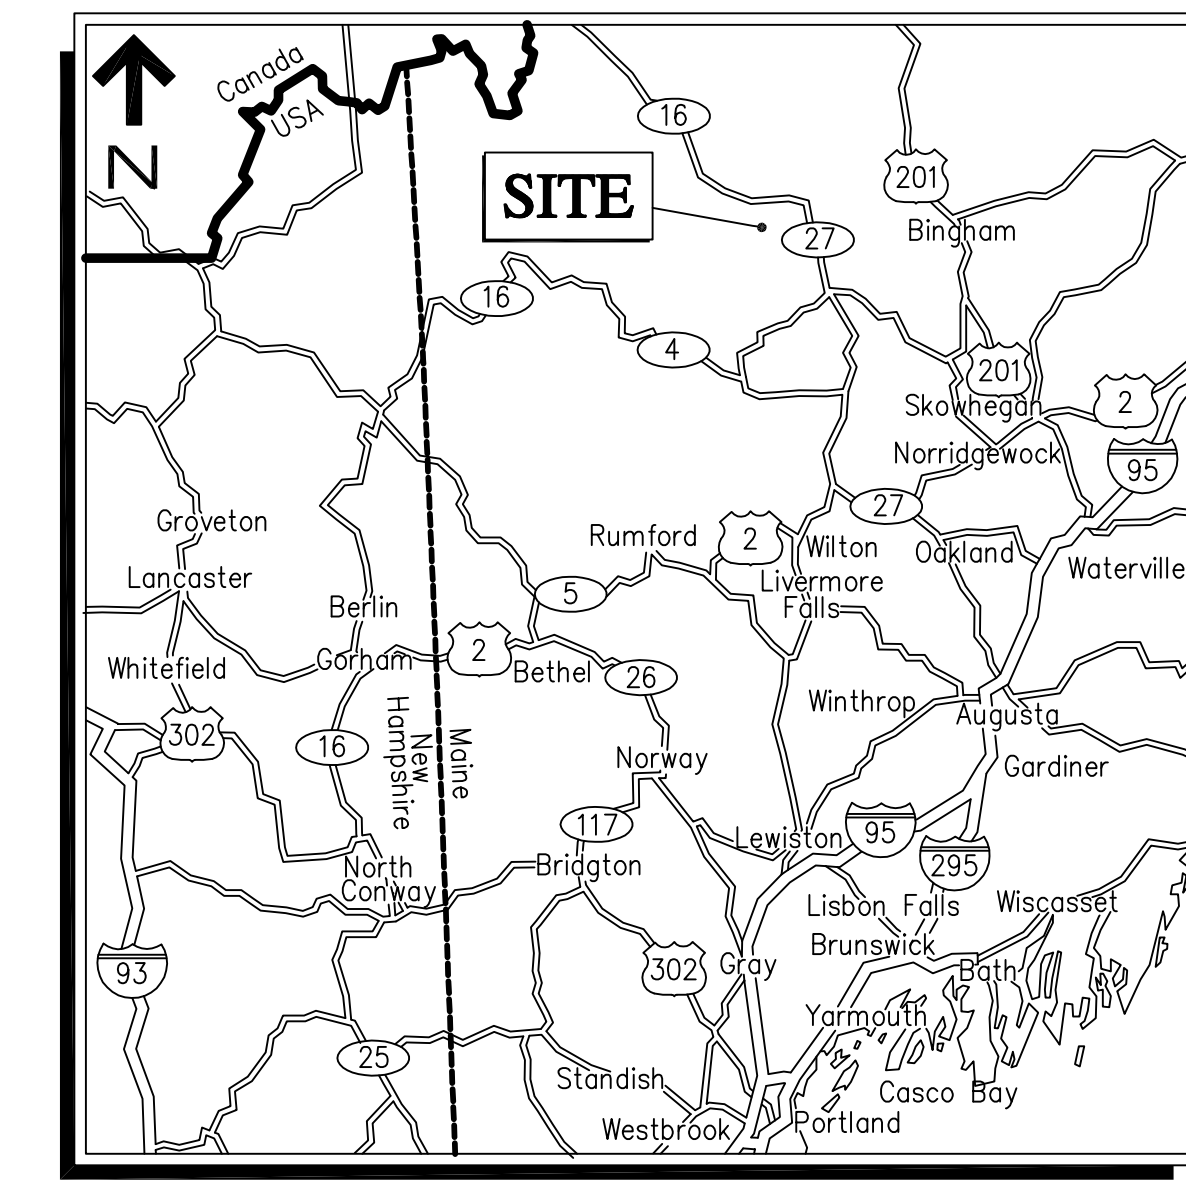 Canada
USA
N
16
201
SITE
27
Bingham
16
4
201
2
Skowhegan
Norridgewock
95
27
Groveton
Rumford
2
Wilton
Oakland
Waterville
Lancaster
Livermore
Falls
5
Berlin
Whitefield
Gorham
2
Bethel
26
Winthrop
Augusta
302
16
New
Hampshire
Maine
Norway
Gardiner
117
Lewiston
95
295
North
Conway
Bridgton
Lisbon Falls
Wiscasset
Brunswick
93
302
Gray
Bath
Yarmouth
25
Standish
Casco Bay
Westbrook
Portland